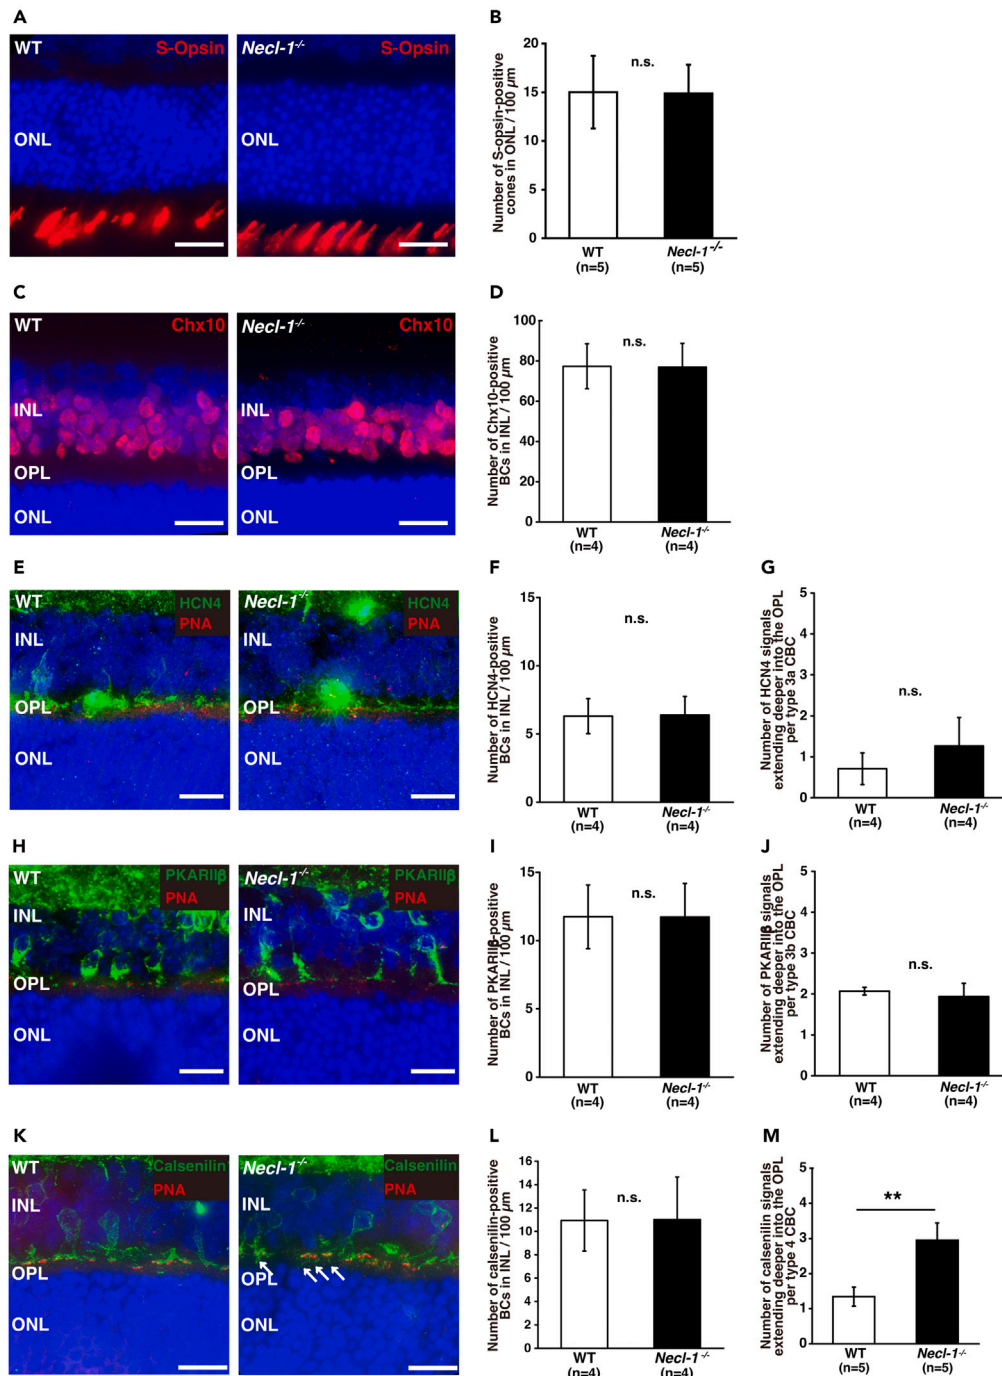 A
WT
S-Opsin
ONL
Necl-1-/-
S-Opsin
ONL
B
Number of S-opsin-positive
cones in ONL / 100 µm
20
15
10
5
0
n.s.
WT
(n=5)
Necl-1-/-
(n=5)
C
WT
Chx10
INL
OPL
ONL
Necl-1-/-
Chx10
INL
OPL
ONL
D
Number of Chx10-positive
BCs in INL / 100 µm
100
80
60
40
20
0
n.s.
WT
(n=4)
Necl-1-/-
(n=4)
E
WT
HCN4
PNA
INL
OPL
ONL
Necl-1-/-
HCN4
PNA
INL
OPL
ONL
F
Number of HCN4-positive
BCs in INL / 100 µm
15
10
5
0
n.s.
WT
(n=4)
Necl-1-/-
(n=4)
G
Number of HCN4 signals
extending deeper into the OPL
per type 3a CBC
5
4
3
2
1
0
n.s.
WT
(n=4)
Necl-1-/-
(n=4)
H
WT
PKARIIβ
PNA
INL
OPL
ONL
Necl-1-/-
PKARIIβ
PNA
INL
OPL
ONL
I
Number of PKARIIβ-positive
BCs in INL / 100 µm
15
10
5
0
n.s.
WT
(n=4)
Necl-1-/-
(n=4)
J
Number of PKARIIβ signals
extending deeper into the OPL
per type 3b CBC
5
4
3
2
1
0
n.s.
WT
(n=4)
Necl-1-/-
(n=4)
K
WT
Calsenilin
PNA
INL
OPL
ONL
Necl-1-/-
Calsenilin
PNA
INL
OPL
ONL
L
Number of calsenilin-positive
BCs in INL / 100 µm
16
14
12
10
8
6
4
2
0
n.s.
WT
(n=4)
Necl-1-/-
(n=4)
M
Number of calsenilin signals
extending deeper into the OPL
per type 4 CBC
5
4
3
2
1
0
**
WT
(n=5)
Necl-1-/-
(n=5)